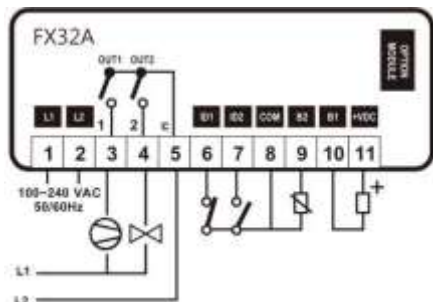 FX32A
OPTION MODULE
OUT1 OUT2
L1 L2 1 2 C ID1 ID2 COM B2 B1 +VDC
1 2 3 4 5 6 7 8 9 10 11
100~240 VAC
50/60Hz
+
L1
L2